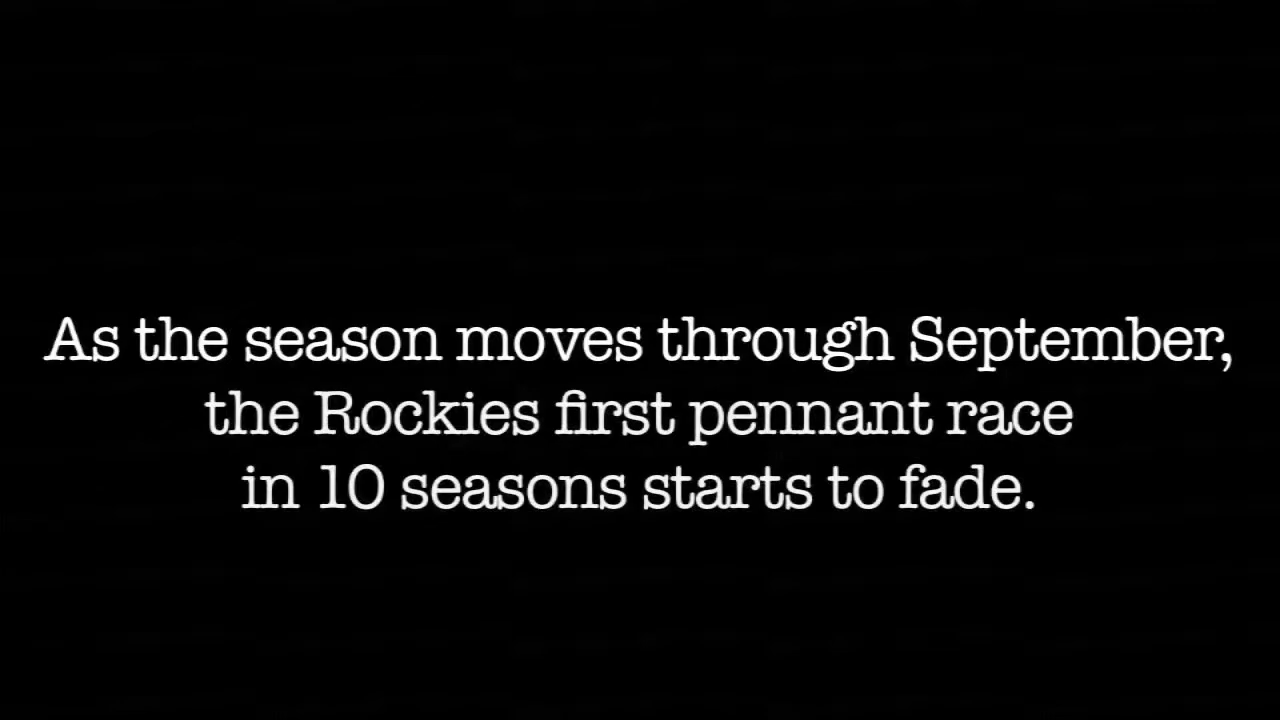 As the season moves through September,
the Rockies first pennant race
in 10 seasons starts to fade.